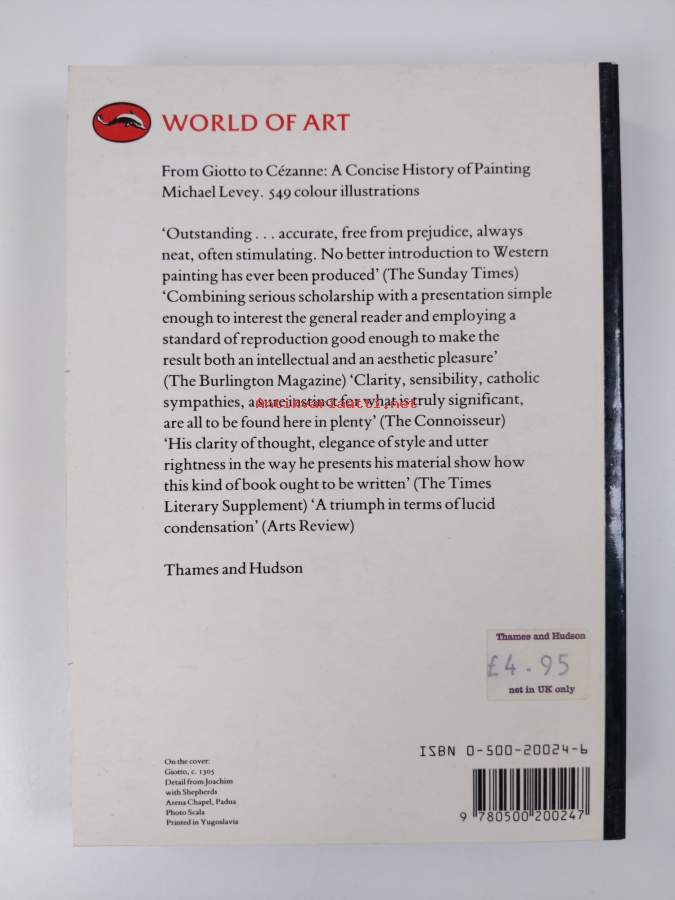 WORLD OF ART
From Giotto to Cézanne: A Concise History of Painting
Michael Levey. 549 colour illustrations
‘Outstanding . . . accurate, free from prejudice, always
neat, often stimulating. No better introduction to Western
painting has ever been produced’ (The Sunday Times)
‘Combining serious scholarship with a presentation simple
enough to interest the general reader and employing a
standard of reproduction good enough to make the
result both an intellectual and an aesthetic pleasure’
(The Burlington Magazine) ‘Clarity, sensibility, catholic
sympathies, a sure instinct for what is truly significant,
Antikvariaatti.net
are all to be found here in plenty’ (The Connoisseur)
‘His clarity of thought, elegance of style and utter
rightness in the way he presents his material show how
this kind of book ought to be written’ (The Times
Literary Supplement) ‘A triumph in terms of lucid
condensation’ (Arts Review)
Thames and Hudson
Thames and Hudson
£4.95
net in UK only
ISBN 0-500-20024-6
9 780500 200247
On the cover:
Giotto, c. 1305
Detail from Joachim
with Shepherds
Arena Chapel, Padua
Photo Scala
Printed in Yugoslavia